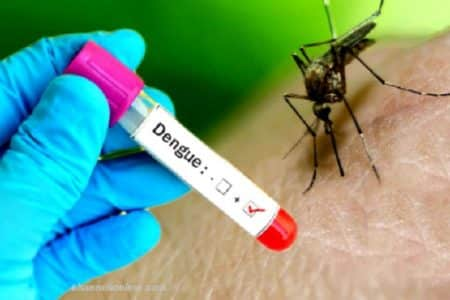 Dengue : - ☐ + ☑